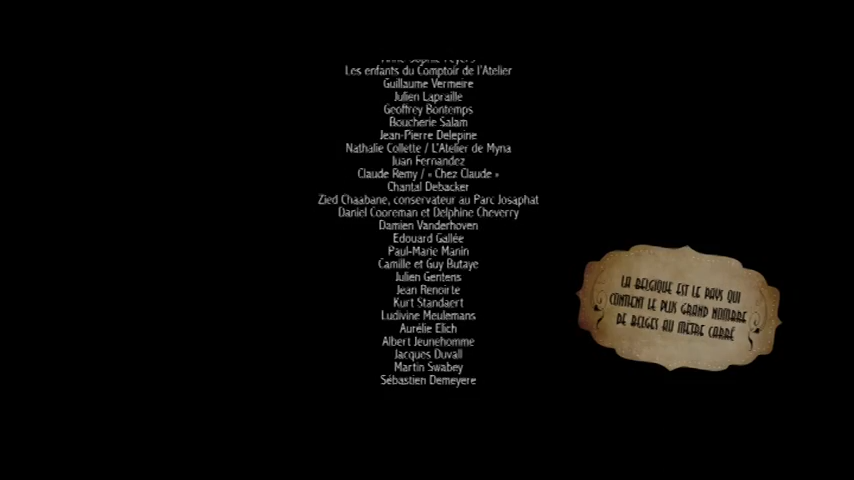 Les enfants du Comptoir de l'Atelier
Guillaume Vermeire
Julien Lapraille
Geoffrey Bontemps
Boucherie Salam
Jean-Pierre Delepine
Nathalie Collette / L'Atelier de Myna
Juan Fernandez
Claude Remy / « Chez Claude »
Chantal Debacker
Zied Chaabane, conservateur au Parc Josaphat
Daniel Cooreman et Delphine Cheverry
Damien Vanderhoven
Edouard Gallée
Paul-Marie Manin
Camille et Guy Butaye
Julien Gentens
Jean Renoirte
Kurt Standaert
Ludivine Meulemans
Aurélie Elich
Albert Jeunehomme
Jacques Duvall
Martin Swabey
Sébastien Demeyere
LA BELGIQUE EST LE PAYS QUI
CONTIENT LE PLUS GRAND NOMBRE
DE BELGES AU MÈTRE CARRÉ